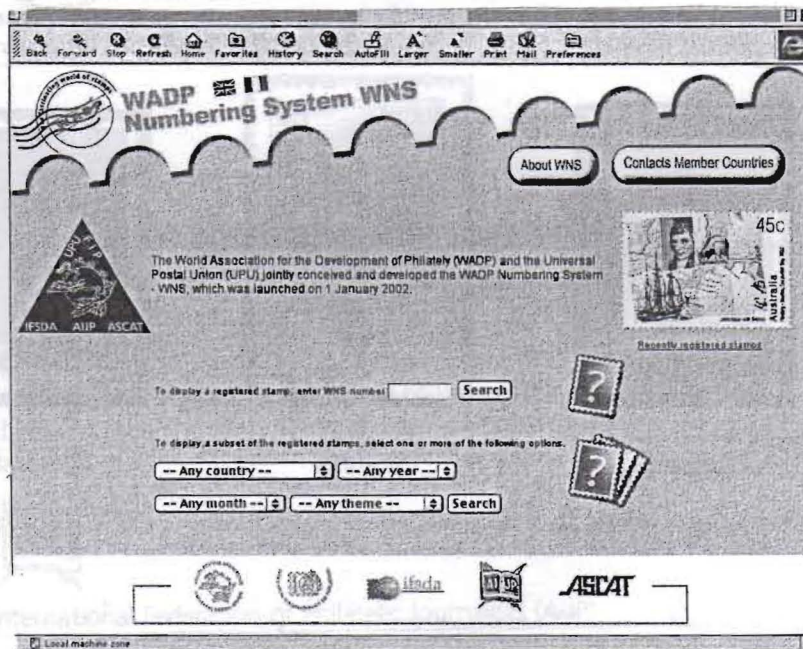 Back Forward Stop Refresh Home Favorites History Search AutoFill Larger Smaller Print Mail Preferences
WADP
Numbering System WNS
About WNS
Contacts Member Countries
45c
Australia
UPU
IFSDA AIJP ASCAT
The World Association for the Development of Philately (WADP) and the Universal
Postal Union (UPU) jointly conceived and developed the WADP Numbering System
- WNS, which was launched on 1 January 2002.
Recently registered stamps
To display a registered stamp, enter WNS number
Search
?
To display a subset of the registered stamps, select one or more of the following options.
-- Any country --
-- Any year --
?
-- Any month --
-- Any theme --
Search
ifsda
AIJP
ASCAT
Local machine zone